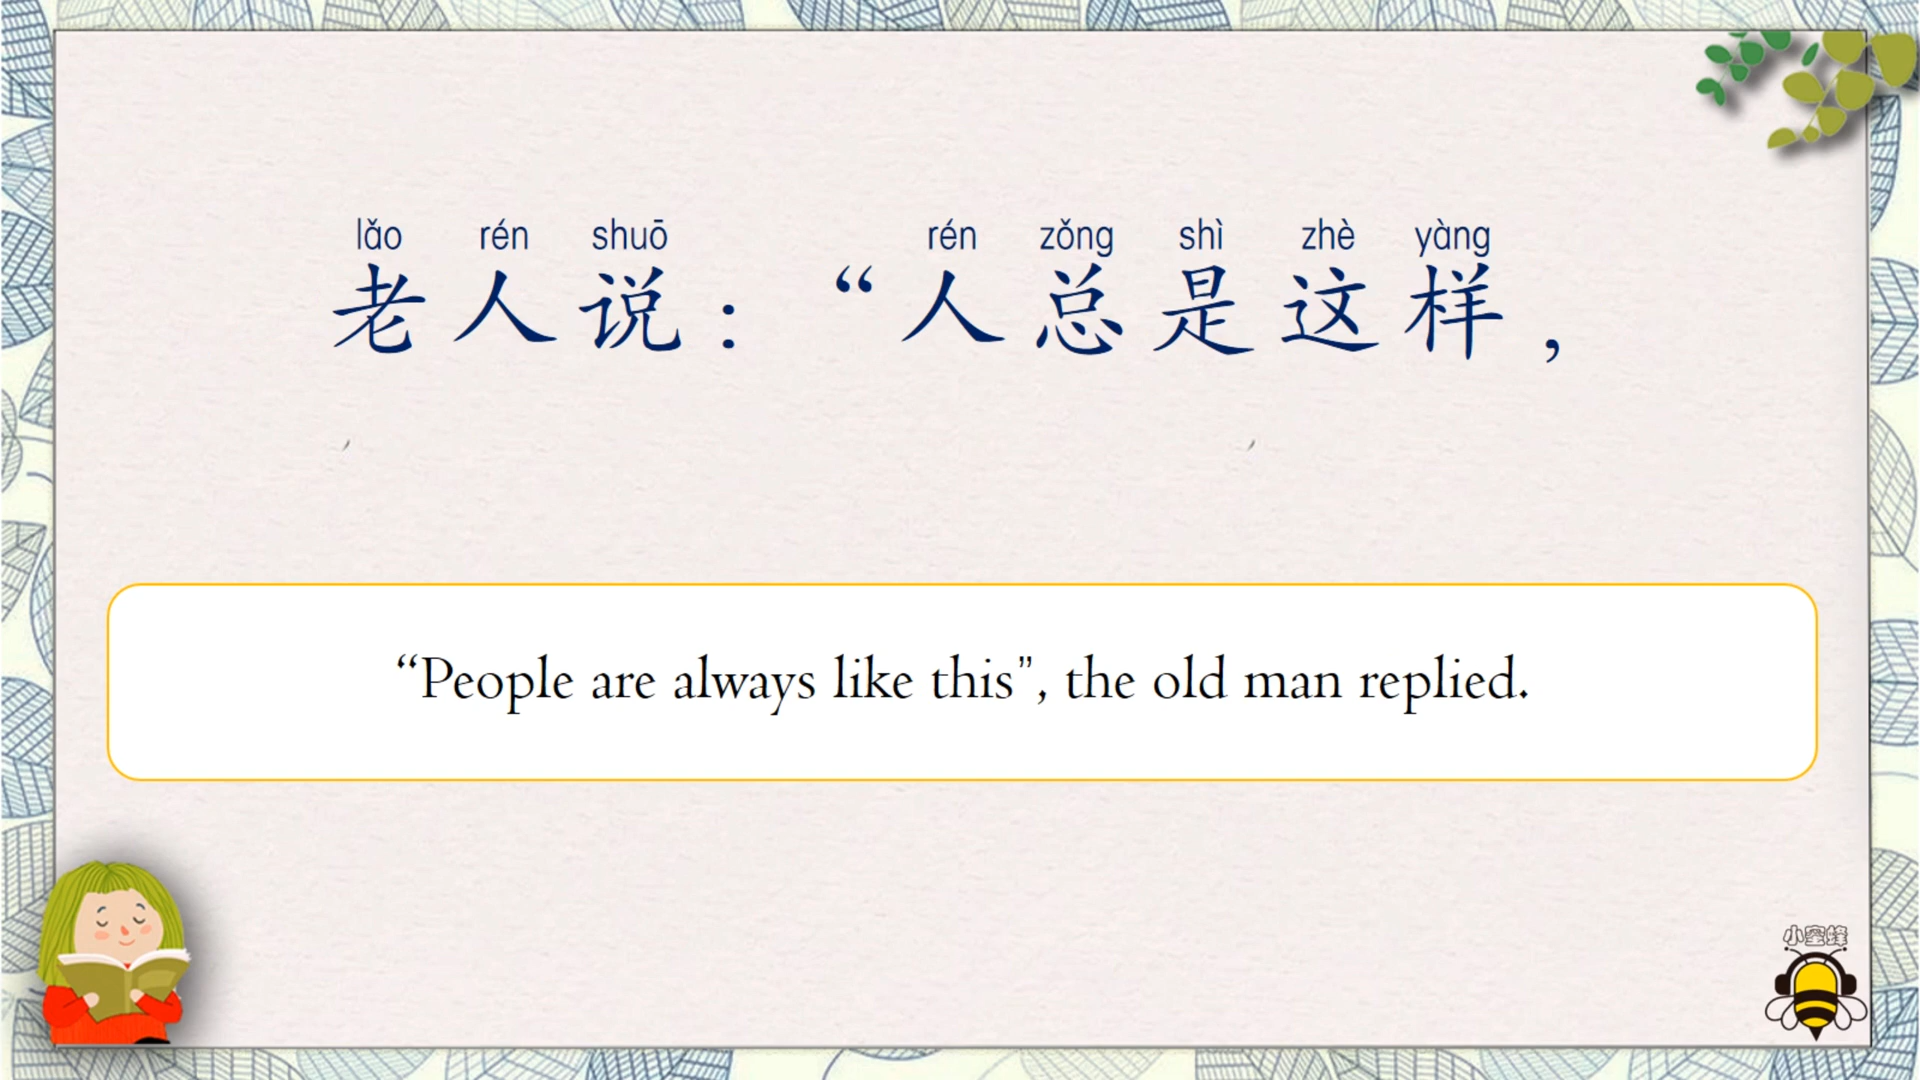 lǎo rén shuō rén zǒng shì zhè yàng
老人说：“人总是这样，
“People are always like this”, the old man replied.
小蜜蜂